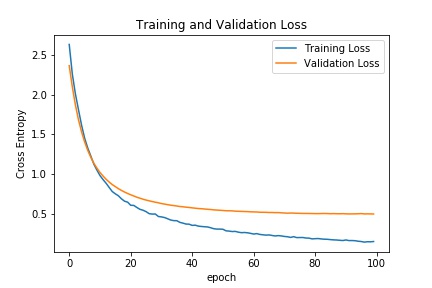 Training and Validation Loss
Training Loss
Validation Loss
Cross Entropy
2.5
2.0
1.5
1.0
0.5
0 20 40 60 80 100
epoch